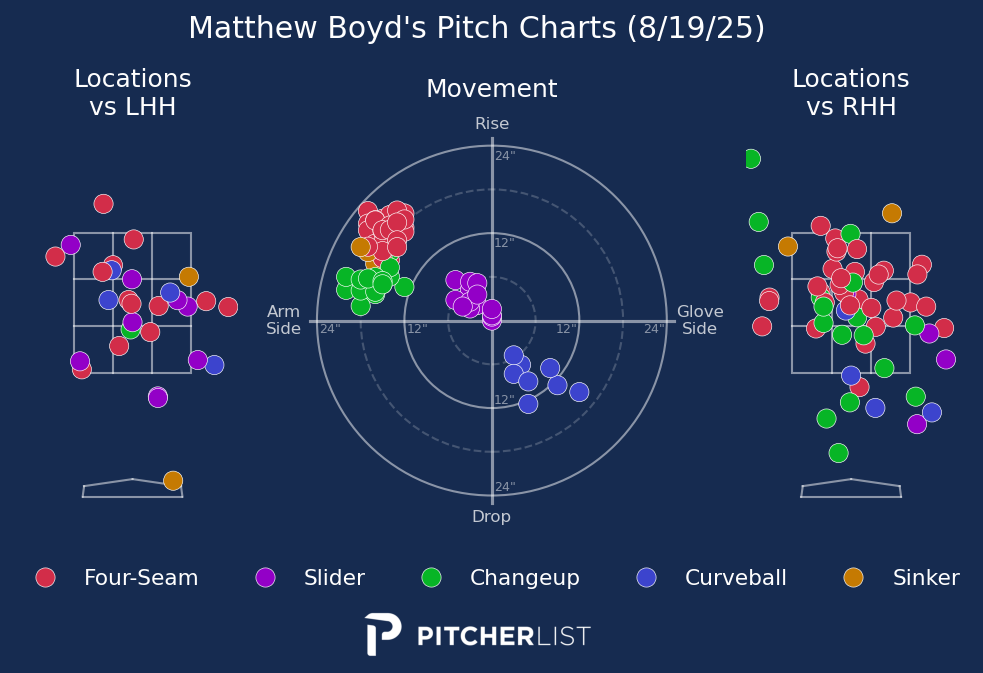 Matthew Boyd's Pitch Charts (8/19/25)
Locations
vs LHH
Movement
Locations
vs RHH
Rise
24"
12"
Arm
Side
24"
12"
12"
24"
Glove
Side
12"
24"
Drop
Four-Seam
Slider
Changeup
Curveball
Sinker
PITCHERLIST